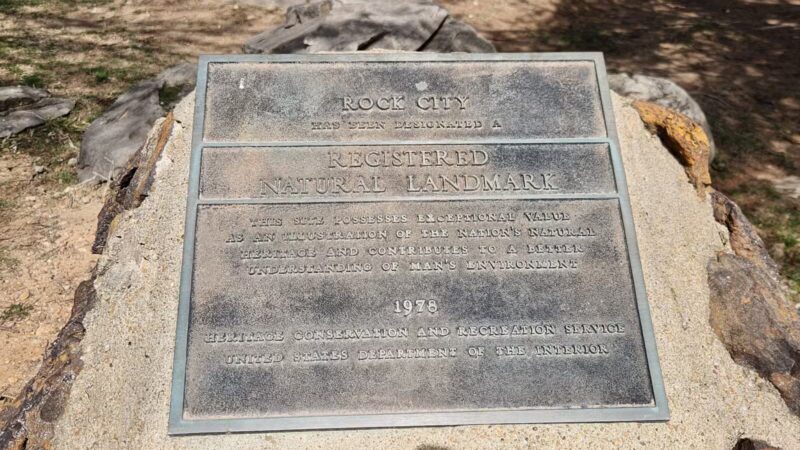 ROCK CITY
HAS BEEN DESIGNATED A
REGISTERED
NATURAL LANDMARK
THIS SITE POSSESSES EXCEPTIONAL VALUE
AS AN ILLUSTRATION OF THE NATION'S NATURAL
HERITAGE AND CONTRIBUTES TO A BETTER
UNDERSTANDING OF MAN'S ENVIRONMENT
1978
HERITAGE CONSERVATION AND RECREATION SERVICE
UNITED STATES DEPARTMENT OF THE INTERIOR